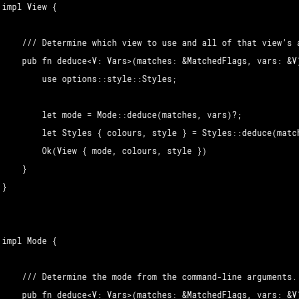 impl View {
/// Determine which view to use and all of that view's
pub fn deduce<V: Vars>(matches: &MatchedFlags, vars: &V
use options::style::Styles;
let mode = Mode::deduce(matches, vars)?;
let Styles { colours, style } = Styles::deduce(match
Ok(View { mode, colours, style })
}
}
impl Mode {
/// Determine the mode from the command-line arguments.
pub fn deduce<V: Vars>(matches: &MatchedFlags, vars: &V